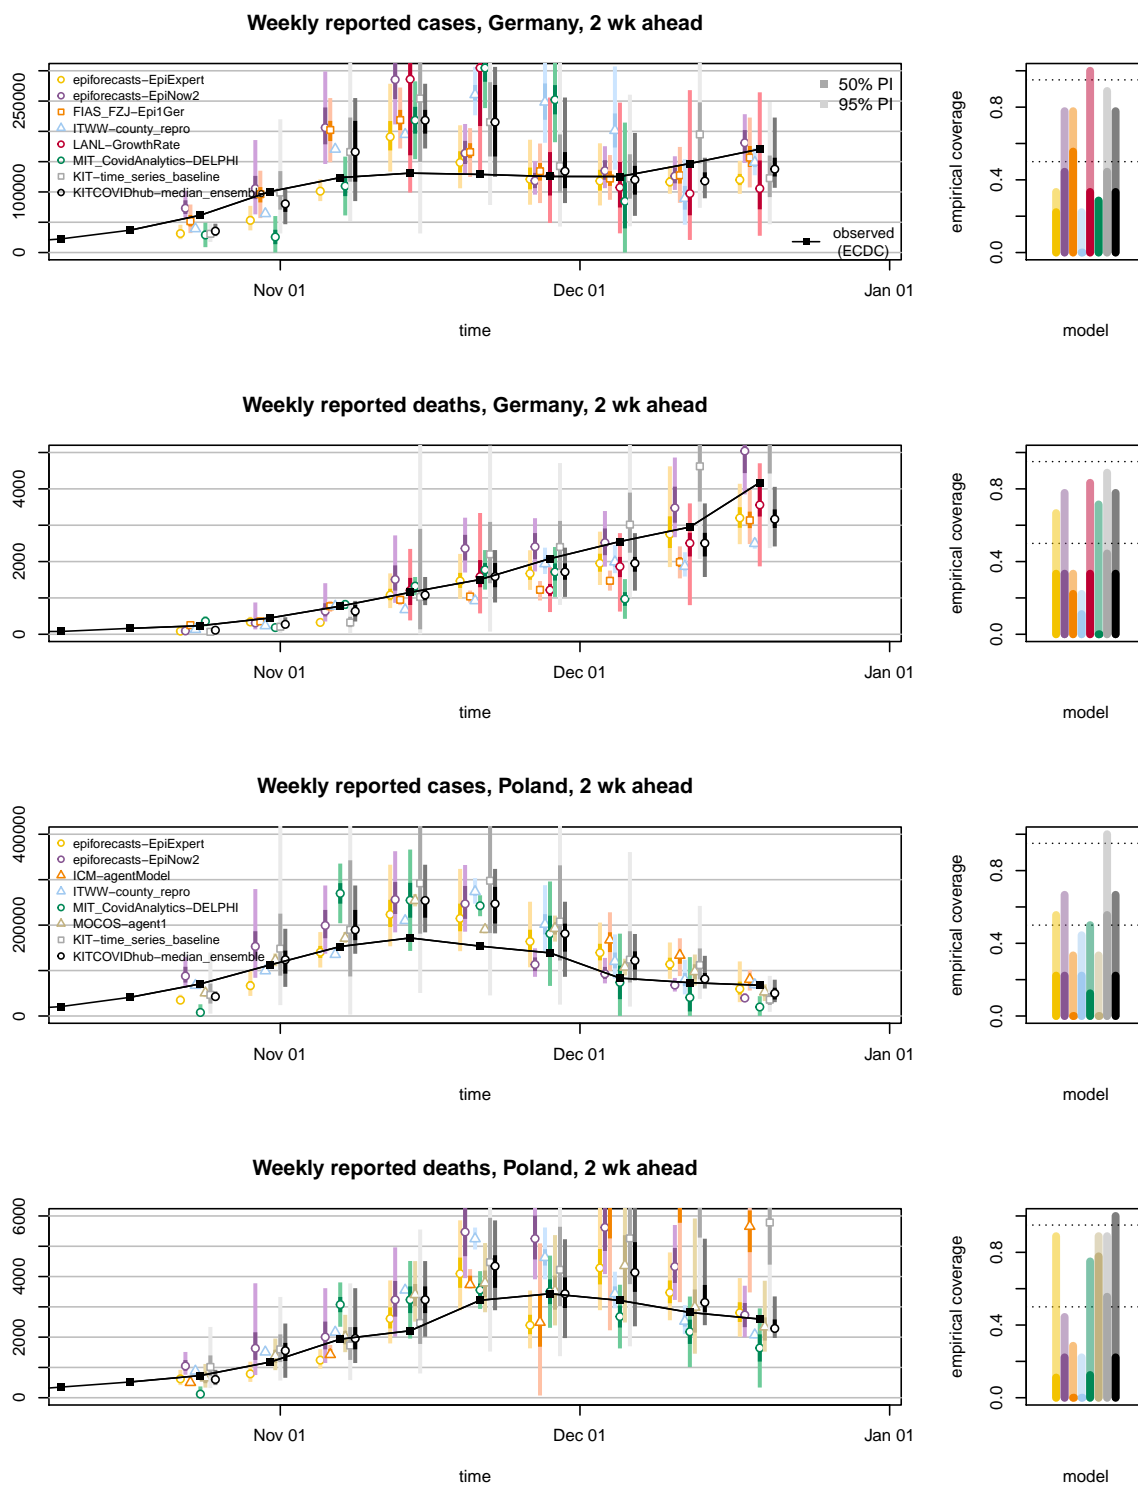 Weekly reported cases, Germany, 2 wk ahead
250000
100000
0
epiforecasts−EpiExpert
epiforecasts−EpiNow2
FIAS_FZJ−Epi1Ger
ITWW−county_repro
LANL−GrowthRate
MIT_CovidAnalytics−DELPHI
KIT−time_series_baseline
KITCOVIDhub−median_ensemble
50% PI
95% PI
observed
(ECDC)
Nov 01
Dec 01
Jan 01
time
empirical coverage
0.8
0.4
0.0
model
Weekly reported deaths, Germany, 2 wk ahead
4000
2000
0
Nov 01
Dec 01
Jan 01
time
empirical coverage
0.8
0.4
0.0
model
Weekly reported cases, Poland, 2 wk ahead
400000
200000
0
epiforecasts−EpiExpert
epiforecasts−EpiNow2
ICM−agentModel
ITWW−county_repro
MIT_CovidAnalytics−DELPHI
MOCOS−agent1
KIT−time_series_baseline
KITCOVIDhub−median_ensemble
Nov 01
Dec 01
Jan 01
time
empirical coverage
0.8
0.4
0.0
model
Weekly reported deaths, Poland, 2 wk ahead
6000
4000
2000
0
Nov 01
Dec 01
Jan 01
time
empirical coverage
0.8
0.4
0.0
model